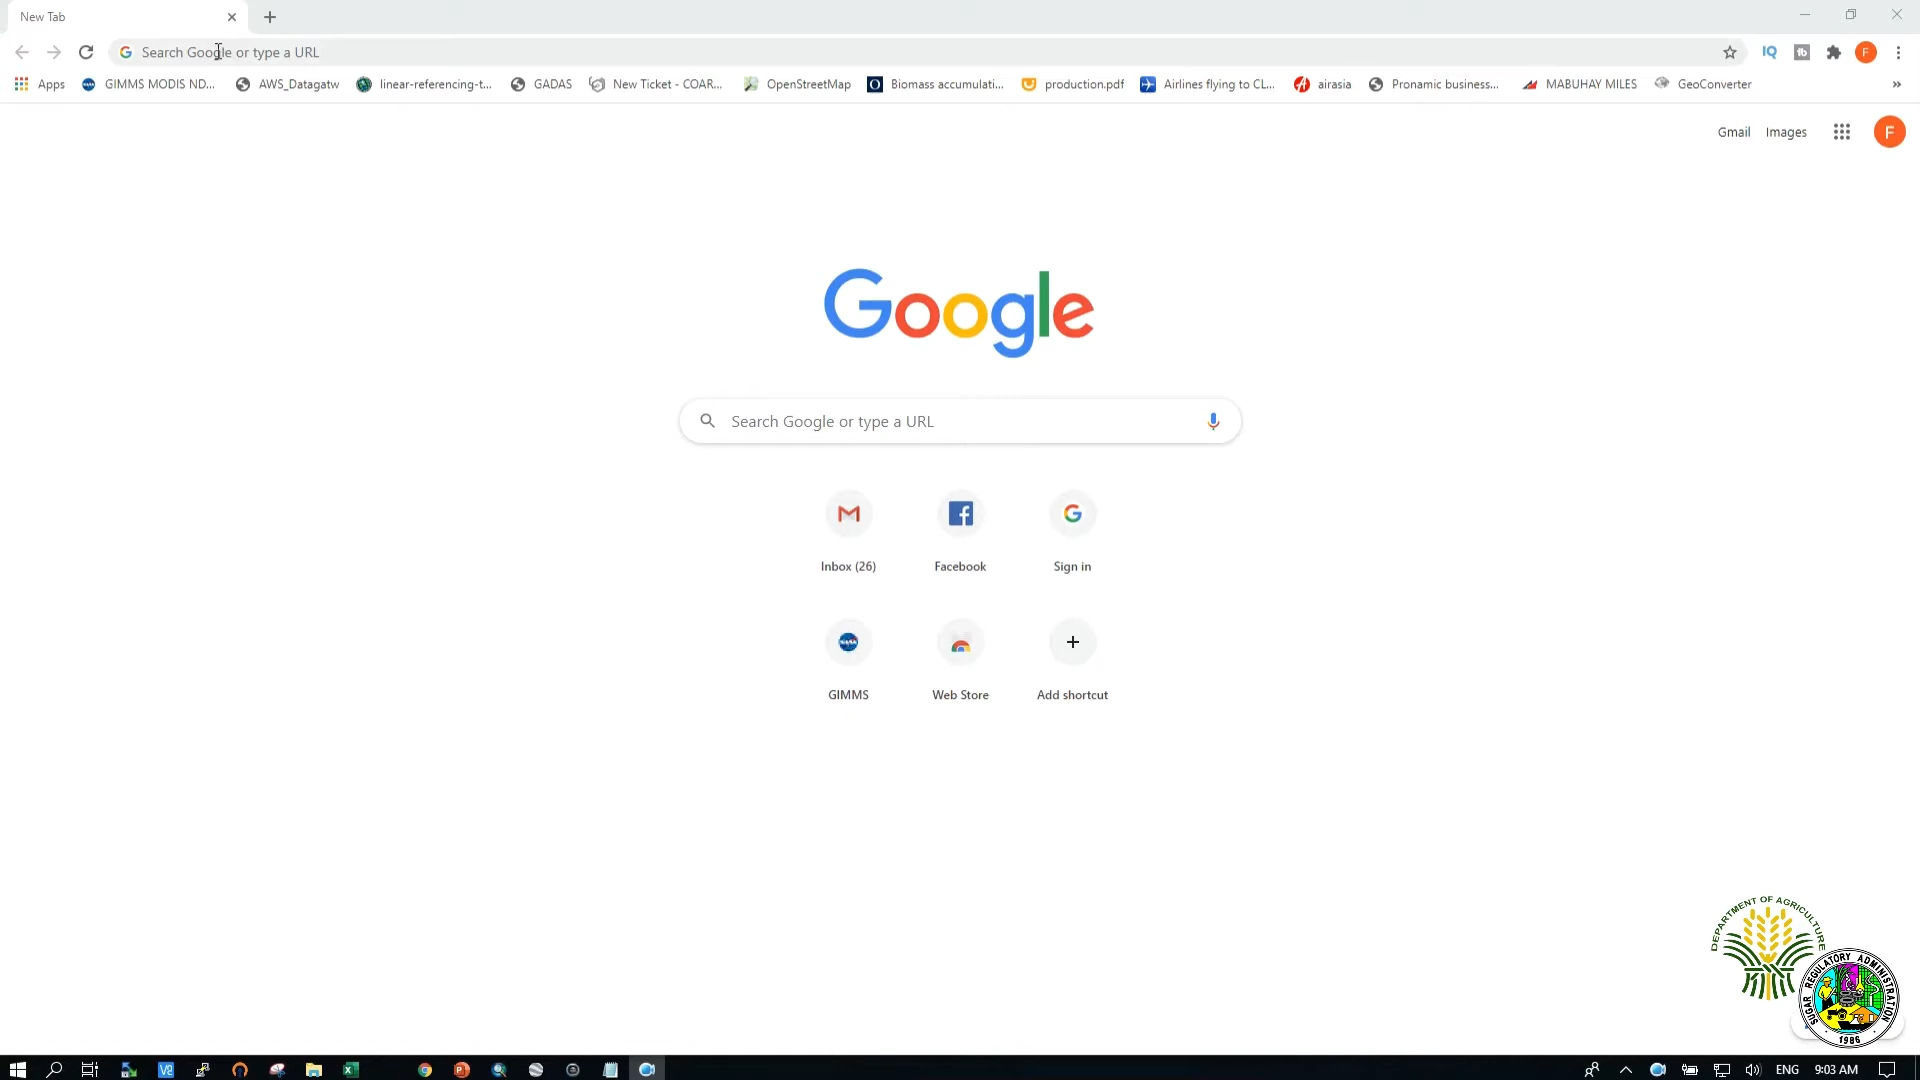 New Tab
Search Google or type a URL
IQ
F
Apps
GIMMS MODIS ND...
AWS_Datagatw
linear-referencing-t...
GADAS
New Ticket - COAR...
OpenStreetMap
Biomass accumulati...
production.pdf
Airlines flying to CL...
airasia
Pronamic business...
MABUHAY MILES
GeoConverter
»
Gmail
Images
F
Google
Search Google or type a URL
Inbox (26)
Facebook
Sign in
GIMMS
Web Store
Add shortcut
DEPARTMENT OF AGRICULTURE
SUGAR REGULATORY ADMINISTRATION
1986
ENG
9:03 AM